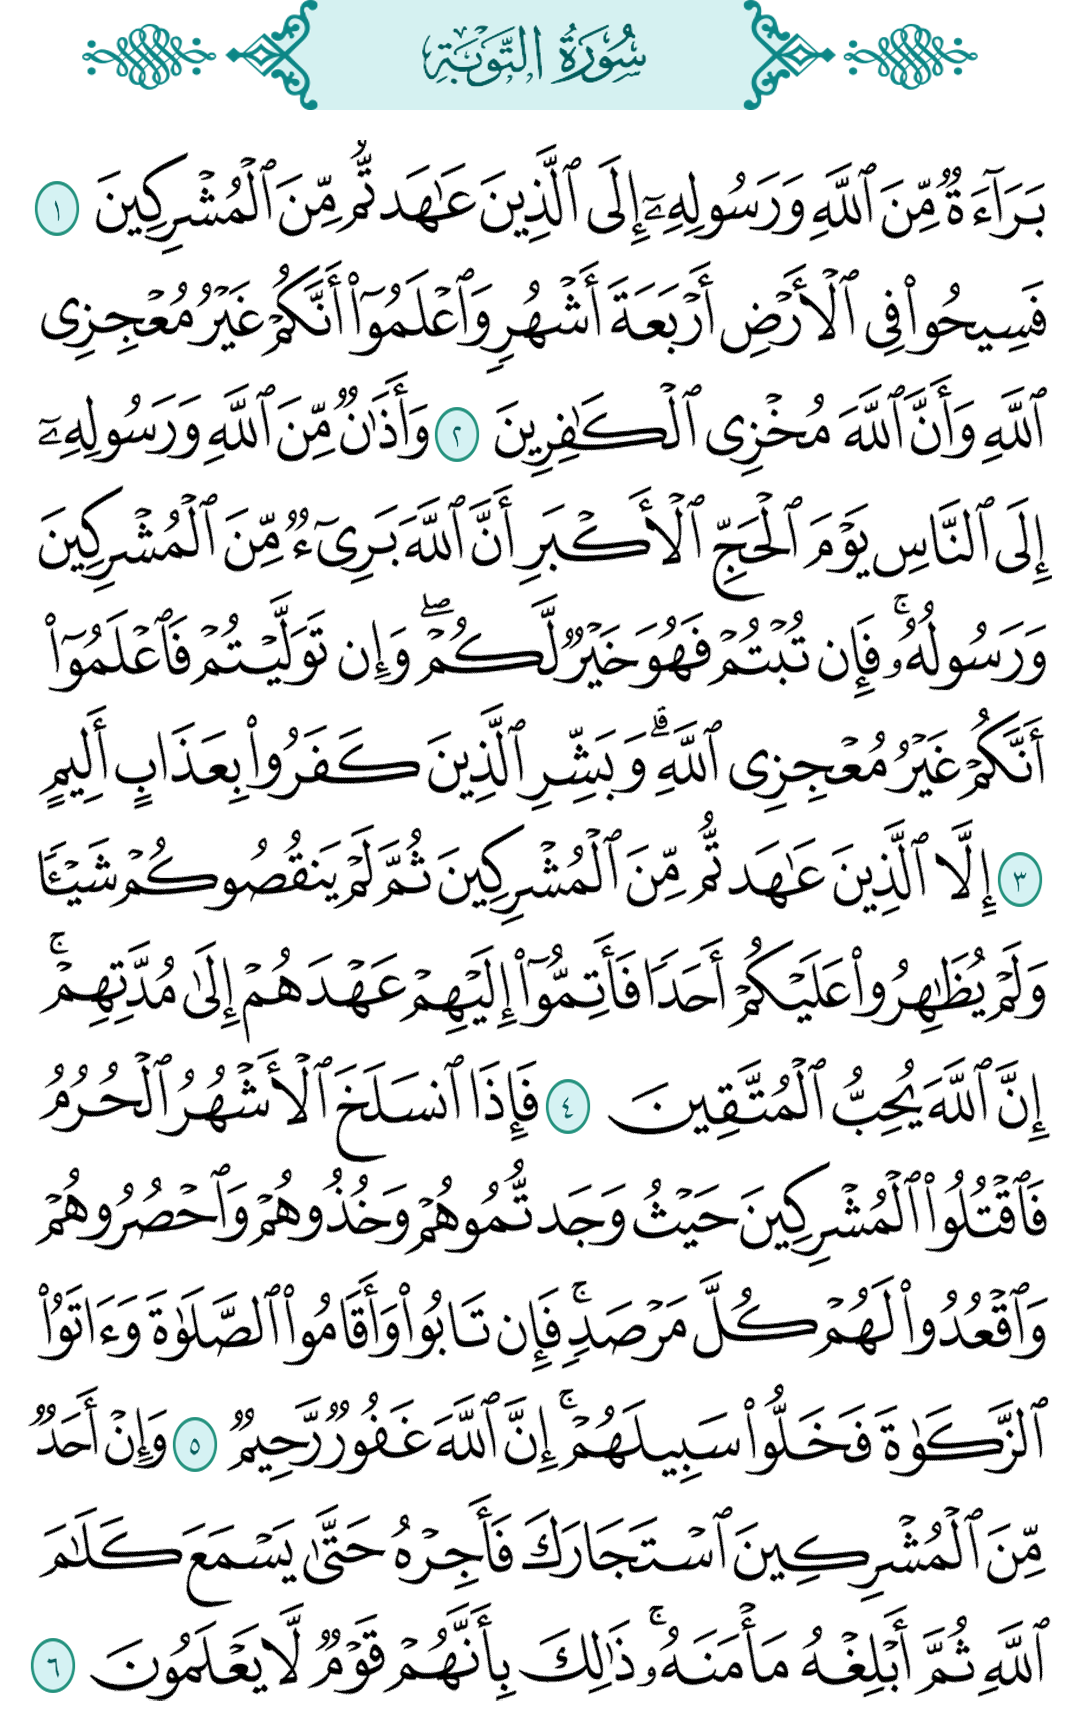 سُورَةُ التَّوۡبَةِ
بَرَآءَةٞ مِّنَ ٱللَّهِ وَرَسُولِهِۦٓ إِلَى ٱلَّذِينَ عَٰهَدتُّم مِّنَ ٱلۡمُشۡرِكِينَ ١
فَسِيحُواْ فِي ٱلۡأَرۡضِ أَرۡبَعَةَ أَشۡهُرٖ وَٱعۡلَمُوٓاْ أَنَّكُمۡ غَيۡرُ مُعۡجِزِي
ٱللَّهِ وَأَنَّ ٱللَّهَ مُخۡزِي ٱلۡكَٰفِرِينَ ٢ وَأَذَٰنٞ مِّنَ ٱللَّهِ وَرَسُولِهِۦٓ
إِلَى ٱلنَّاسِ يَوۡمَ ٱلۡحَجِّ ٱلۡأَكۡبَرِ أَنَّ ٱللَّهَ بَرِيٓءٞ مِّنَ ٱلۡمُشۡرِكِينَ
وَرَسُولُهُۥۚ فَإِن تُبۡتُمۡ فَهُوَ خَيۡرٞ لَّكُمۡۖ وَإِن تَوَلَّيۡتُمۡ فَٱعۡلَمُوٓاْ
أَنَّكُمۡ غَيۡرُ مُعۡجِزِي ٱللَّهِۗ وَبَشِّرِ ٱلَّذِينَ كَفَرُواْ بِعَذَابٍ أَلِيمٍ
٣ إِلَّا ٱلَّذِينَ عَٰهَدتُّم مِّنَ ٱلۡمُشۡرِكِينَ ثُمَّ لَمۡ يَنقُصُوكُمۡ شَيۡـٔٗا
وَلَمۡ يُظَٰهِرُواْ عَلَيۡكُمۡ أَحَدٗا فَأَتِمُّوٓاْ إِلَيۡهِمۡ عَهۡدَهُمۡ إِلَىٰ مُدَّتِهِمۡۚ
إِنَّ ٱللَّهَ يُحِبُّ ٱلۡمُتَّقِينَ ٤ فَإِذَا ٱنسَلَخَ ٱلۡأَشۡهُرُ ٱلۡحُرُمُ
فَٱقۡتُلُواْ ٱلۡمُشۡرِكِينَ حَيۡثُ وَجَدتُّمُوهُمۡ وَخُذُوهُمۡ وَٱحۡصُرُوهُمۡ
وَٱقۡعُدُواْ لَهُمۡ كُلَّ مَرۡصَدٖۚ فَإِن تَابُواْ وَأَقَامُواْ ٱلصَّلَوٰةَ وَءَاتَوُاْ
ٱلزَّكَوٰةَ فَخَلُّواْ سَبِيلَهُمۡۚ إِنَّ ٱللَّهَ غَفُورٞ رَّحِيمٞ ٥ وَإِنۡ أَحَدٞ
مِّنَ ٱلۡمُشۡرِكِينَ ٱسۡتَجَارَكَ فَأَجِرۡهُ حَتَّىٰ يَسۡمَعَ كَلَٰمَ
ٱللَّهِ ثُمَّ أَبۡلِغۡهُ مَأۡمَنَهُۥۚ ذَٰلِكَ بِأَنَّهُمۡ قَوۡمٞ لَّا يَعۡلَمُونَ ٦